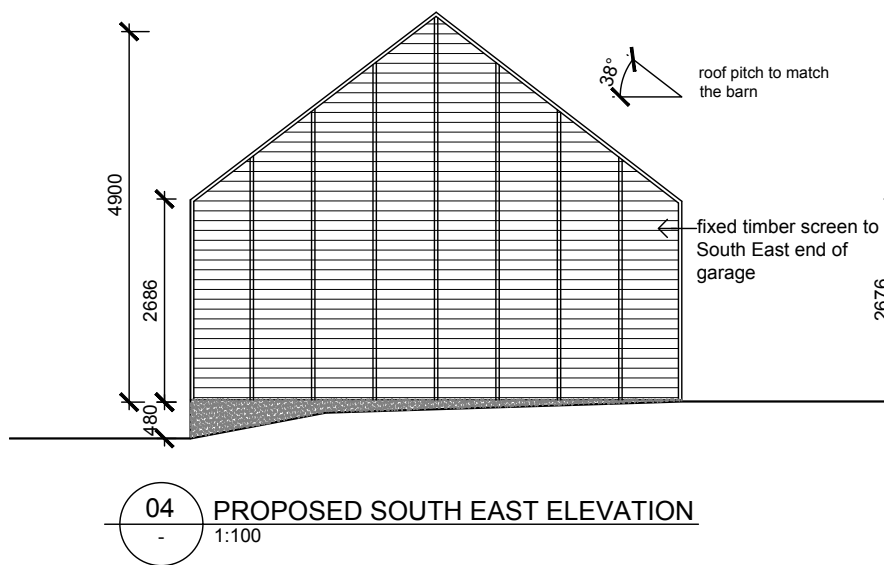 4900
38°
roof pitch to match
the barn
fixed timber screen to
South East end of
garage
2686
2676
480
04
PROPOSED SOUTH EAST ELEVATION
-
1:100